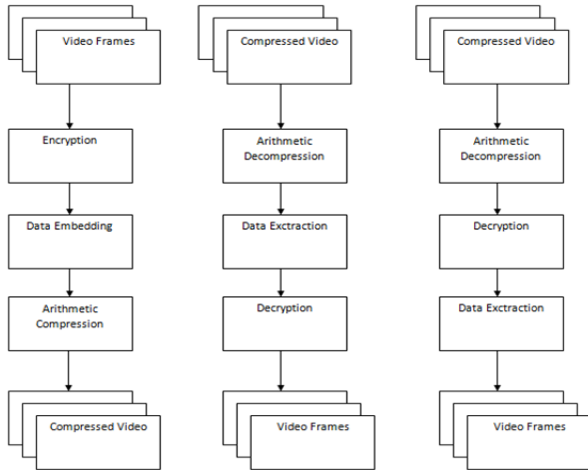 Video Frames
Encryption
Data Embedding
Arithmetic
Compression
Compressed Video
Compressed Video
Arithmetic
Decompression
Data Exctraction
Decryption
Video Frames
Compressed Video
Arithmetic
Decompression
Decryption
Data Exctraction
Video Frames